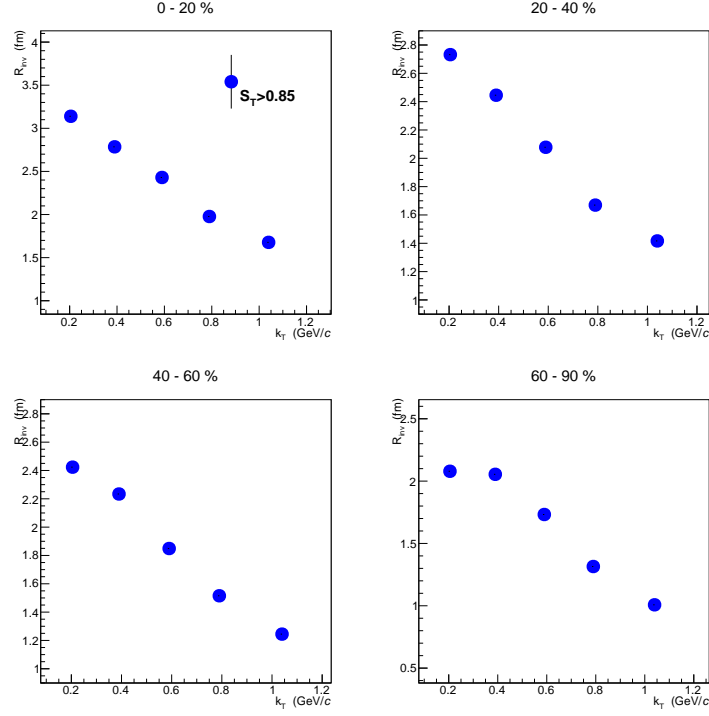 0 - 20 %
R_inv (fm)
4
3.5
3
2.5
2
1.5
1
S_T>0.85
0.2 0.4 0.6 0.8 1 1.2
k_T (GeV/c
20 - 40 %
R_inv (fm)
2.8
2.6
2.4
2.2
2
1.8
1.6
1.4
1.2
1
0.2 0.4 0.6 0.8 1 1.2
k_T (GeV/c
40 - 60 %
R_inv (fm)
2.8
2.6
2.4
2.2
2
1.8
1.6
1.4
1.2
1
0.2 0.4 0.6 0.8 1 1.2
k_T (GeV/c
60 - 90 %
R_inv (fm)
2.5
2
1.5
1
0.5
0.2 0.4 0.6 0.8 1 1.2
k_T (GeV/c